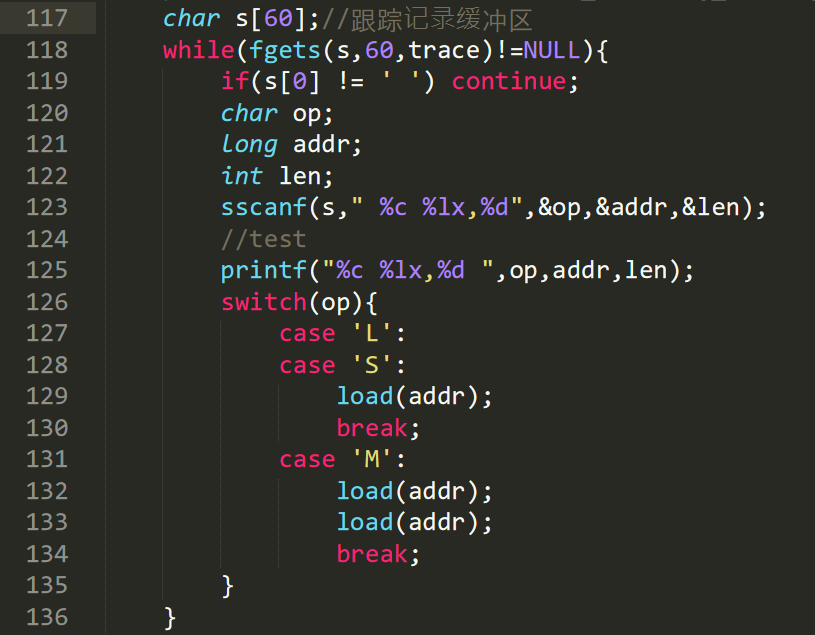 117 char s[60];//跟踪记录缓冲区
118 while(fgets(s,60,trace)!=NULL){
119 if(s[0] != ' ') continue;
120 char op;
121 long addr;
122 int len;
123 sscanf(s," %c %lx,%d",&op,&addr,&len);
124 //test
125 printf("%c %lx,%d ",op,addr,len);
126 switch(op){
127 case 'L':
128 case 'S':
129 load(addr);
130 break;
131 case 'M':
132 load(addr);
133 load(addr);
134 break;
135 }
136 }